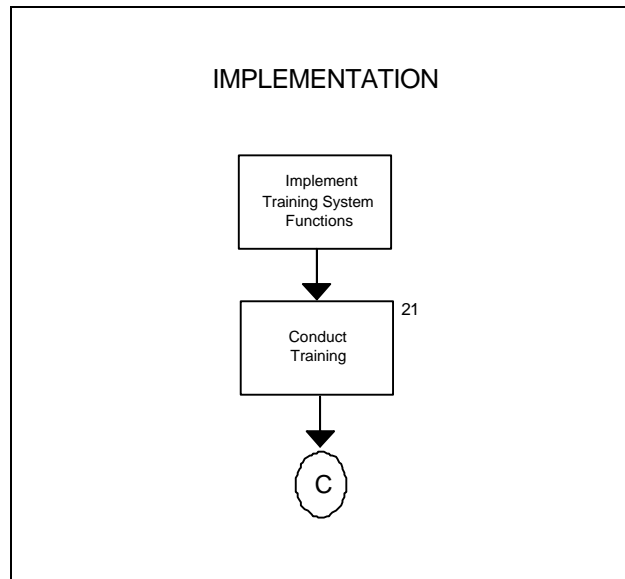 IMPLEMENTATION
Implement
Training System
Functions
21
Conduct
Training
C